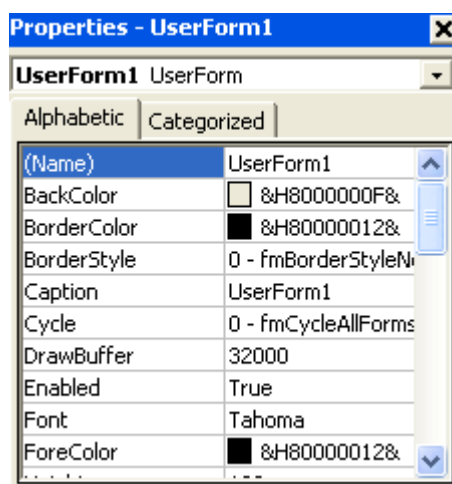 Properties - UserForm1
UserForm1 UserForm
Alphabetic Categorized
(Name) UserForm1
BackColor &H8000000F&
BorderColor &H80000012&
BorderStyle 0 - fmBorderStyleN
Caption UserForm1
Cycle 0 - fmCycleAllForms
DrawBuffer 32000
Enabled True
Font Tahoma
ForeColor &H80000012&